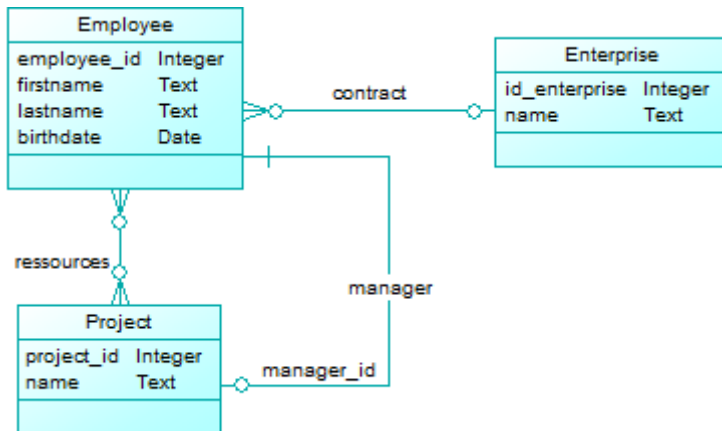 Employee
employee_id Integer
firstname Text
lastname Text
birthdate Date
contract
Enterprise
id_enterprise Integer
name Text
ressources
manager
Project
project_id Integer
name Text
manager_id